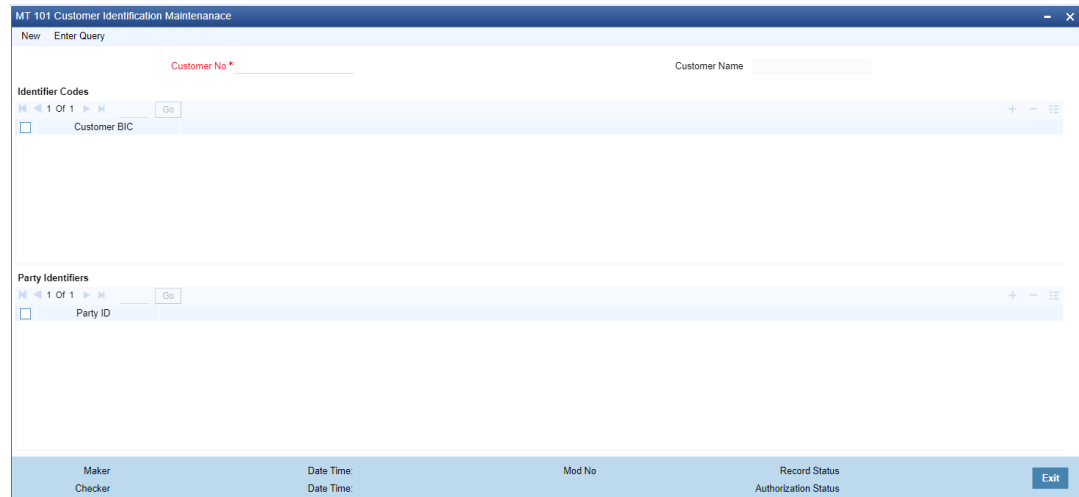 MT 101 Customer Identification Maintenanace
New Enter Query
Customer No * Customer Name
Identifier Codes
1 Of 1 Go
Customer BIC
Party Identifiers
1 Of 1 Go
Party ID
Maker Date Time: Mod No Record Status
Checker Date Time: Authorization Status
Exit